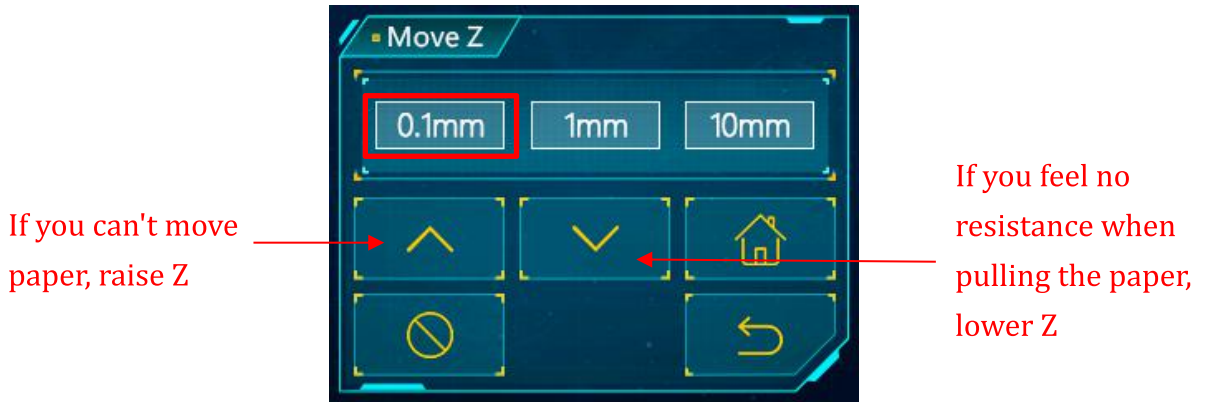 Move Z
0.1mm 1mm 10mm
If you can't move
paper, raise Z
If you feel no
resistance when
pulling the paper,
lower Z